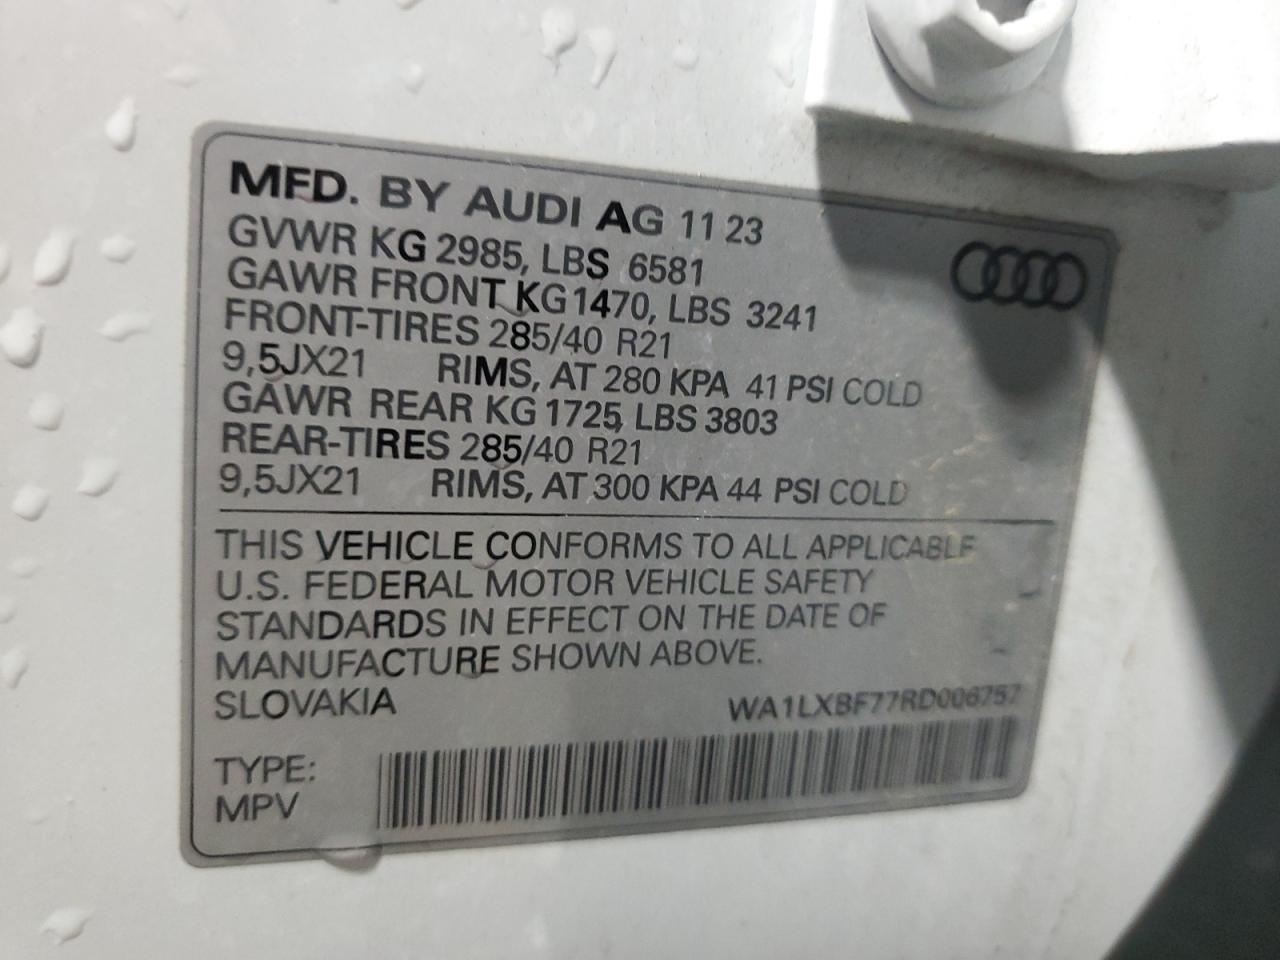 MFD. BY AUDI AG 11 23
GVWR KG 2985, LBS 6581
GAWR FRONT KG 1470, LBS 3241
FRONT-TIRES 285/40 R21
9,5JX21 RIMS, AT 280 KPA 41 PSI COLD
GAWR REAR KG 1725, LBS 3803
REAR-TIRES 285/40 R21
9,5JX21 RIMS, AT 300 KPA 44 PSI COLD
THIS VEHICLE CONFORMS TO ALL APPLICABLE
U.S. FEDERAL MOTOR VEHICLE SAFETY
STANDARDS IN EFFECT ON THE DATE OF
MANUFACTURE SHOWN ABOVE.
SLOVAKIA WA1LXBF77RD006757
TYPE:
MPV